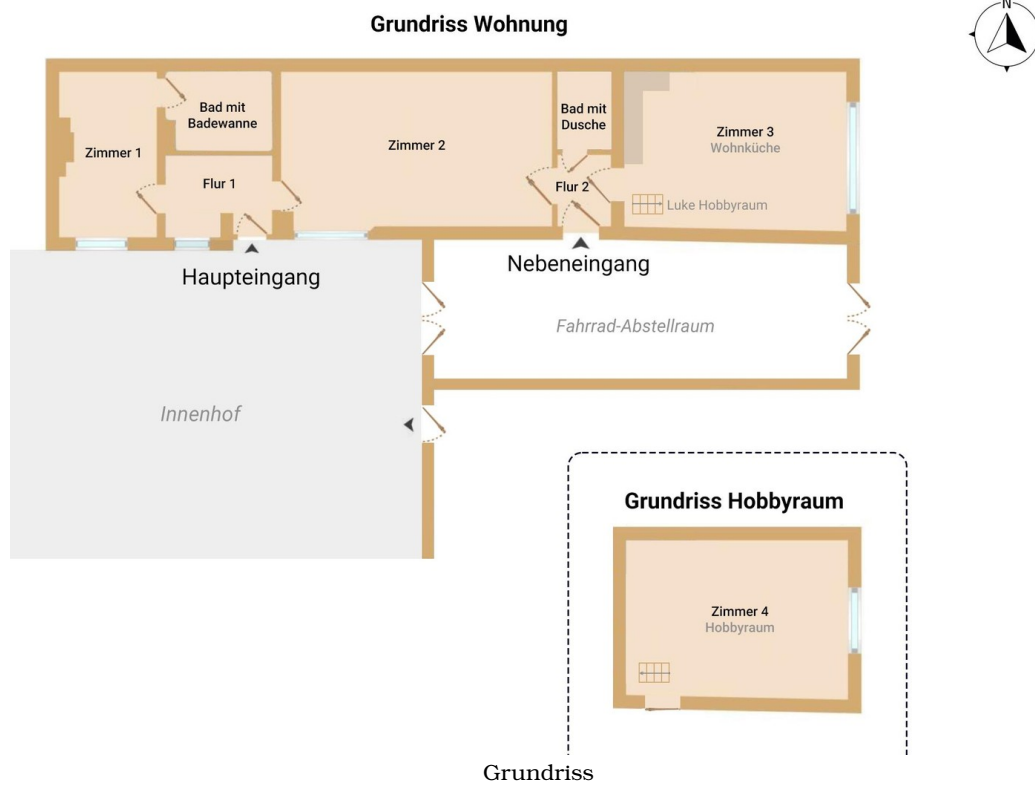 Grundriss Wohnung
N
Bad mit
Badewanne
Zimmer 1
Flur 1
Zimmer 2
Bad mit
Dusche
Flur 2
Zimmer 3
Wohnküche
Luke Hobbyraum
Haupteingang
Nebeneingang
Fahrrad-Abstellraum
Innenhof
Grundriss Hobbyraum
Zimmer 4
Hobbyraum
Grundriss